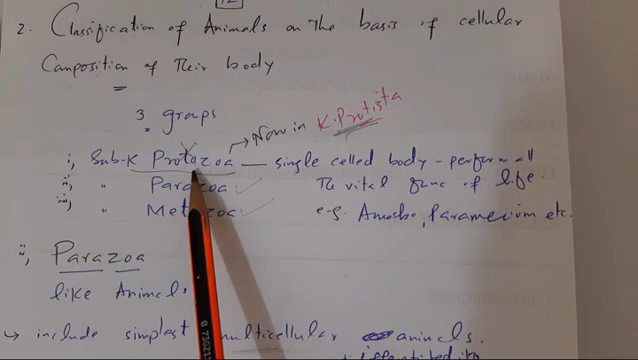 12
2. Classification of Animals on the basis of cellular
Composition of Their body
3 groups
→ Now in K. Protista
i, Sub-K Protozoa — single celled body - perform all
The vital func of life.
ii, " Parazoa ✓
iii, " Metazoa ✓
e.g. Amoeba, Paramecium etc.
ii, Parazoa
like Animals
→ include simplest multicellular animals.